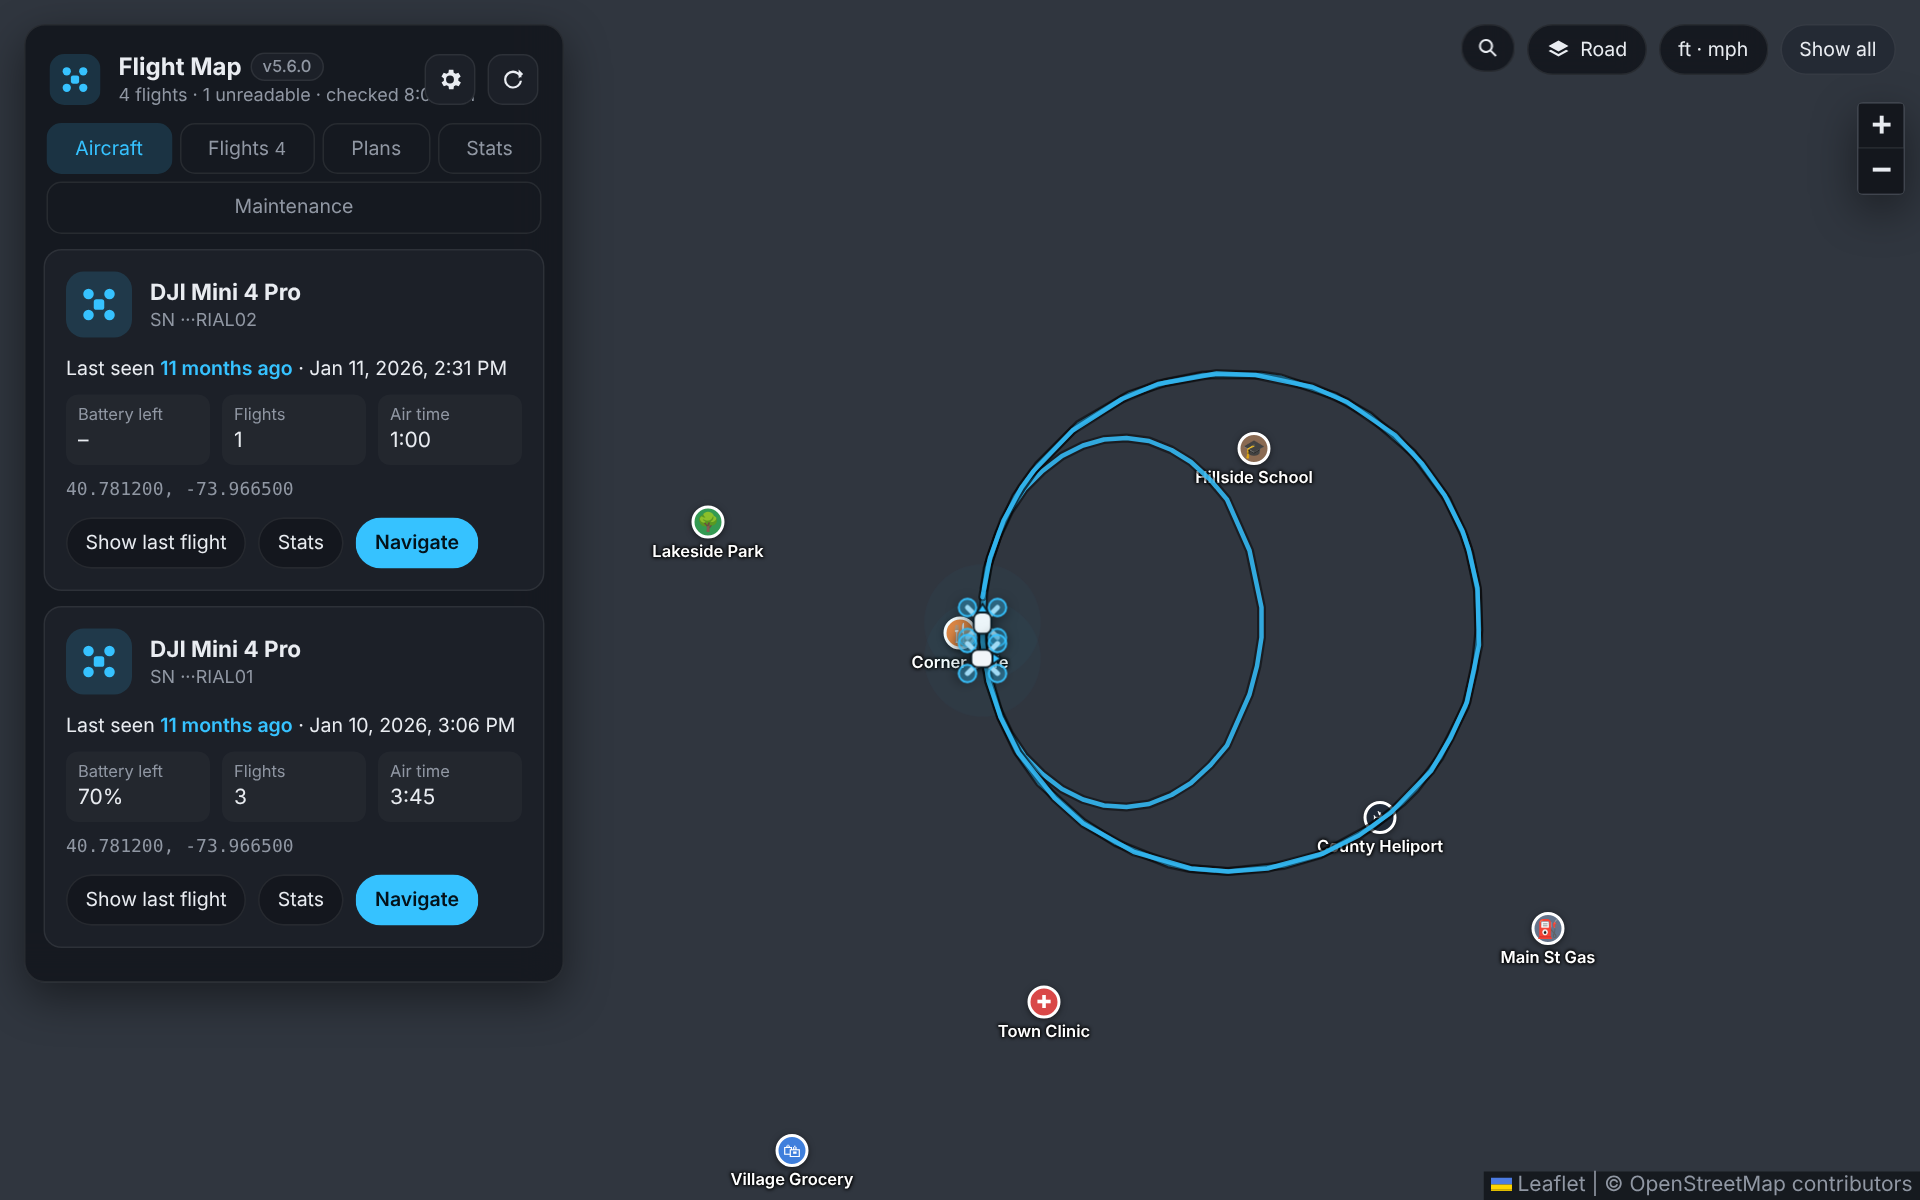 Flight Map v5.6.0
4 flights · 1 unreadable · checked
Aircraft
Flights 4
Plans
Stats
Maintenance
DJI Mini 4 Pro
SN ···RIAL02
Last seen 11 months ago · Jan 11, 2026, 2:31 PM
Battery left
–
Flights
1
Air time
1:00
40.781200, -73.966500
Show last flight
Stats
Navigate
DJI Mini 4 Pro
SN ···RIAL01
Last seen 11 months ago · Jan 10, 2026, 3:06 PM
Battery left
70%
Flights
3
Air time
3:45
40.781200, -73.966500
Show last flight
Stats
Navigate
Road
ft · mph
Show all
+
−
Hillside School
Lakeside Park
Corner
County Heliport
Main St Gas
Town Clinic
Village Grocery
Leaflet | © OpenStreetMap contributors